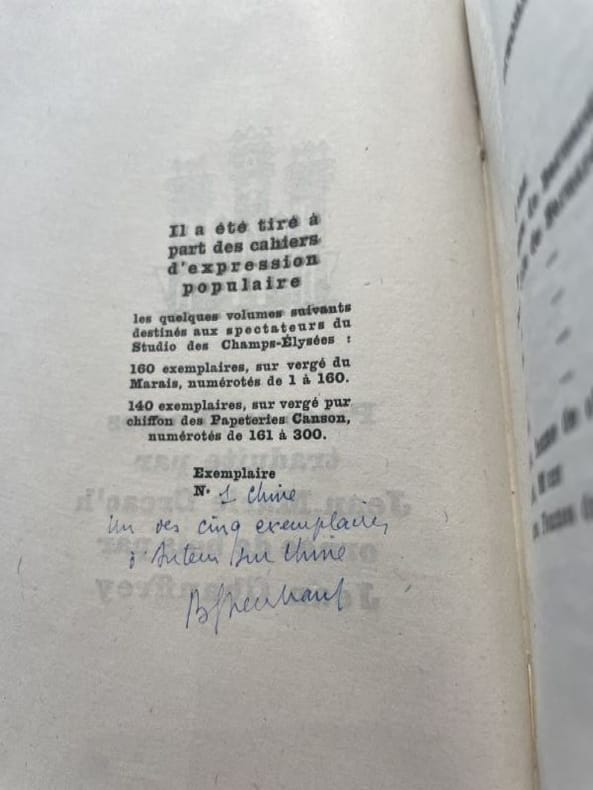 Il a été tiré à
part des cahiers
d'expression
populaire
les quelques volumes suivants
destinés aux spectateurs du
Studio des Champs-Élysées :
160 exemplaires, sur vergé du
Marais, numérotés de 1 à 160.
140 exemplaires, sur vergé pur
chiffon des Papeteries Canson,
numérotés de 161 à 300.
Exemplaire
N° 1 Chine
un des cinq exemplaires
d'Auteur sur Chine